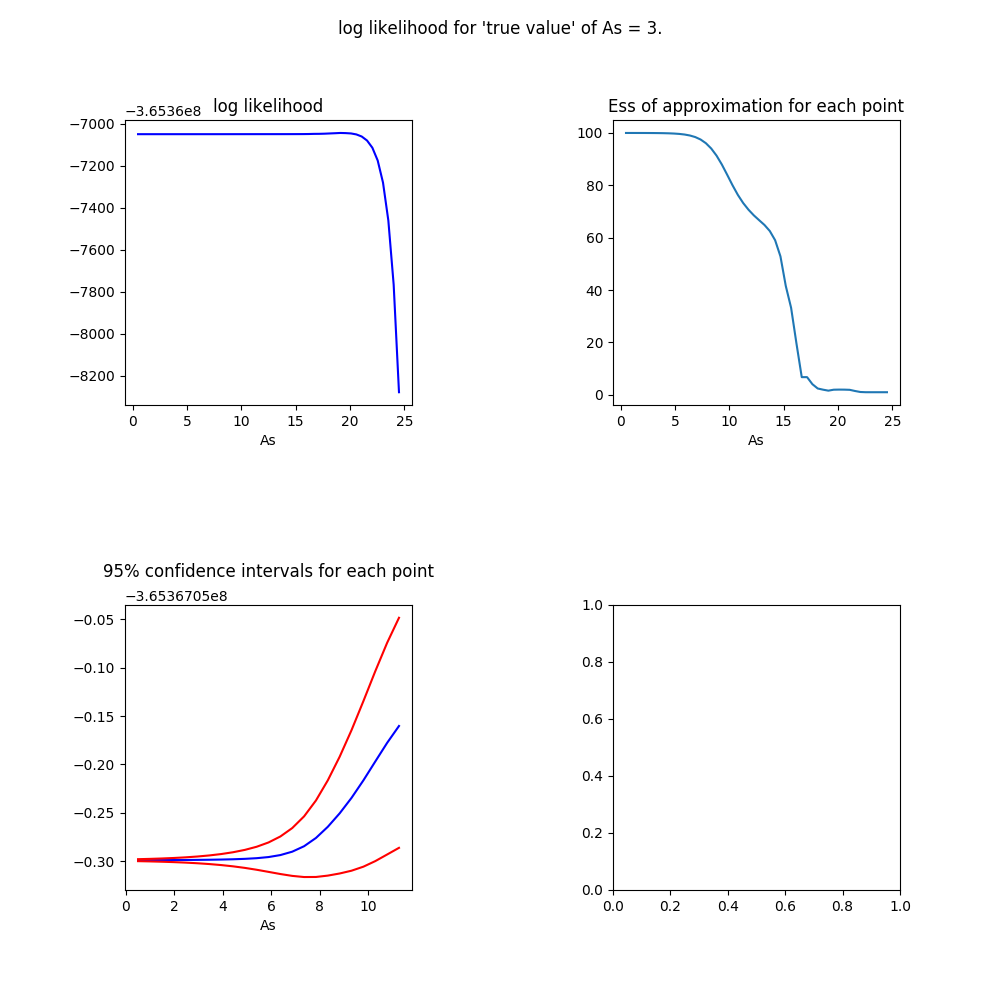 log likelihood for 'true value' of As = 3.
log likelihood
−3.6536e8
−7000
−7200
−7400
−7600
−7800
−8000
−8200
0 5 10 15 20 25
As
Ess of approximation for each point
100
80
60
40
20
0
0 5 10 15 20 25
As
95% confidence intervals for each point
−3.6536705e8
−0.05
−0.10
−0.15
−0.20
−0.25
−0.30
0 2 4 6 8 10
As
1.0
0.8
0.6
0.4
0.2
0.0
0.0 0.2 0.4 0.6 0.8 1.0